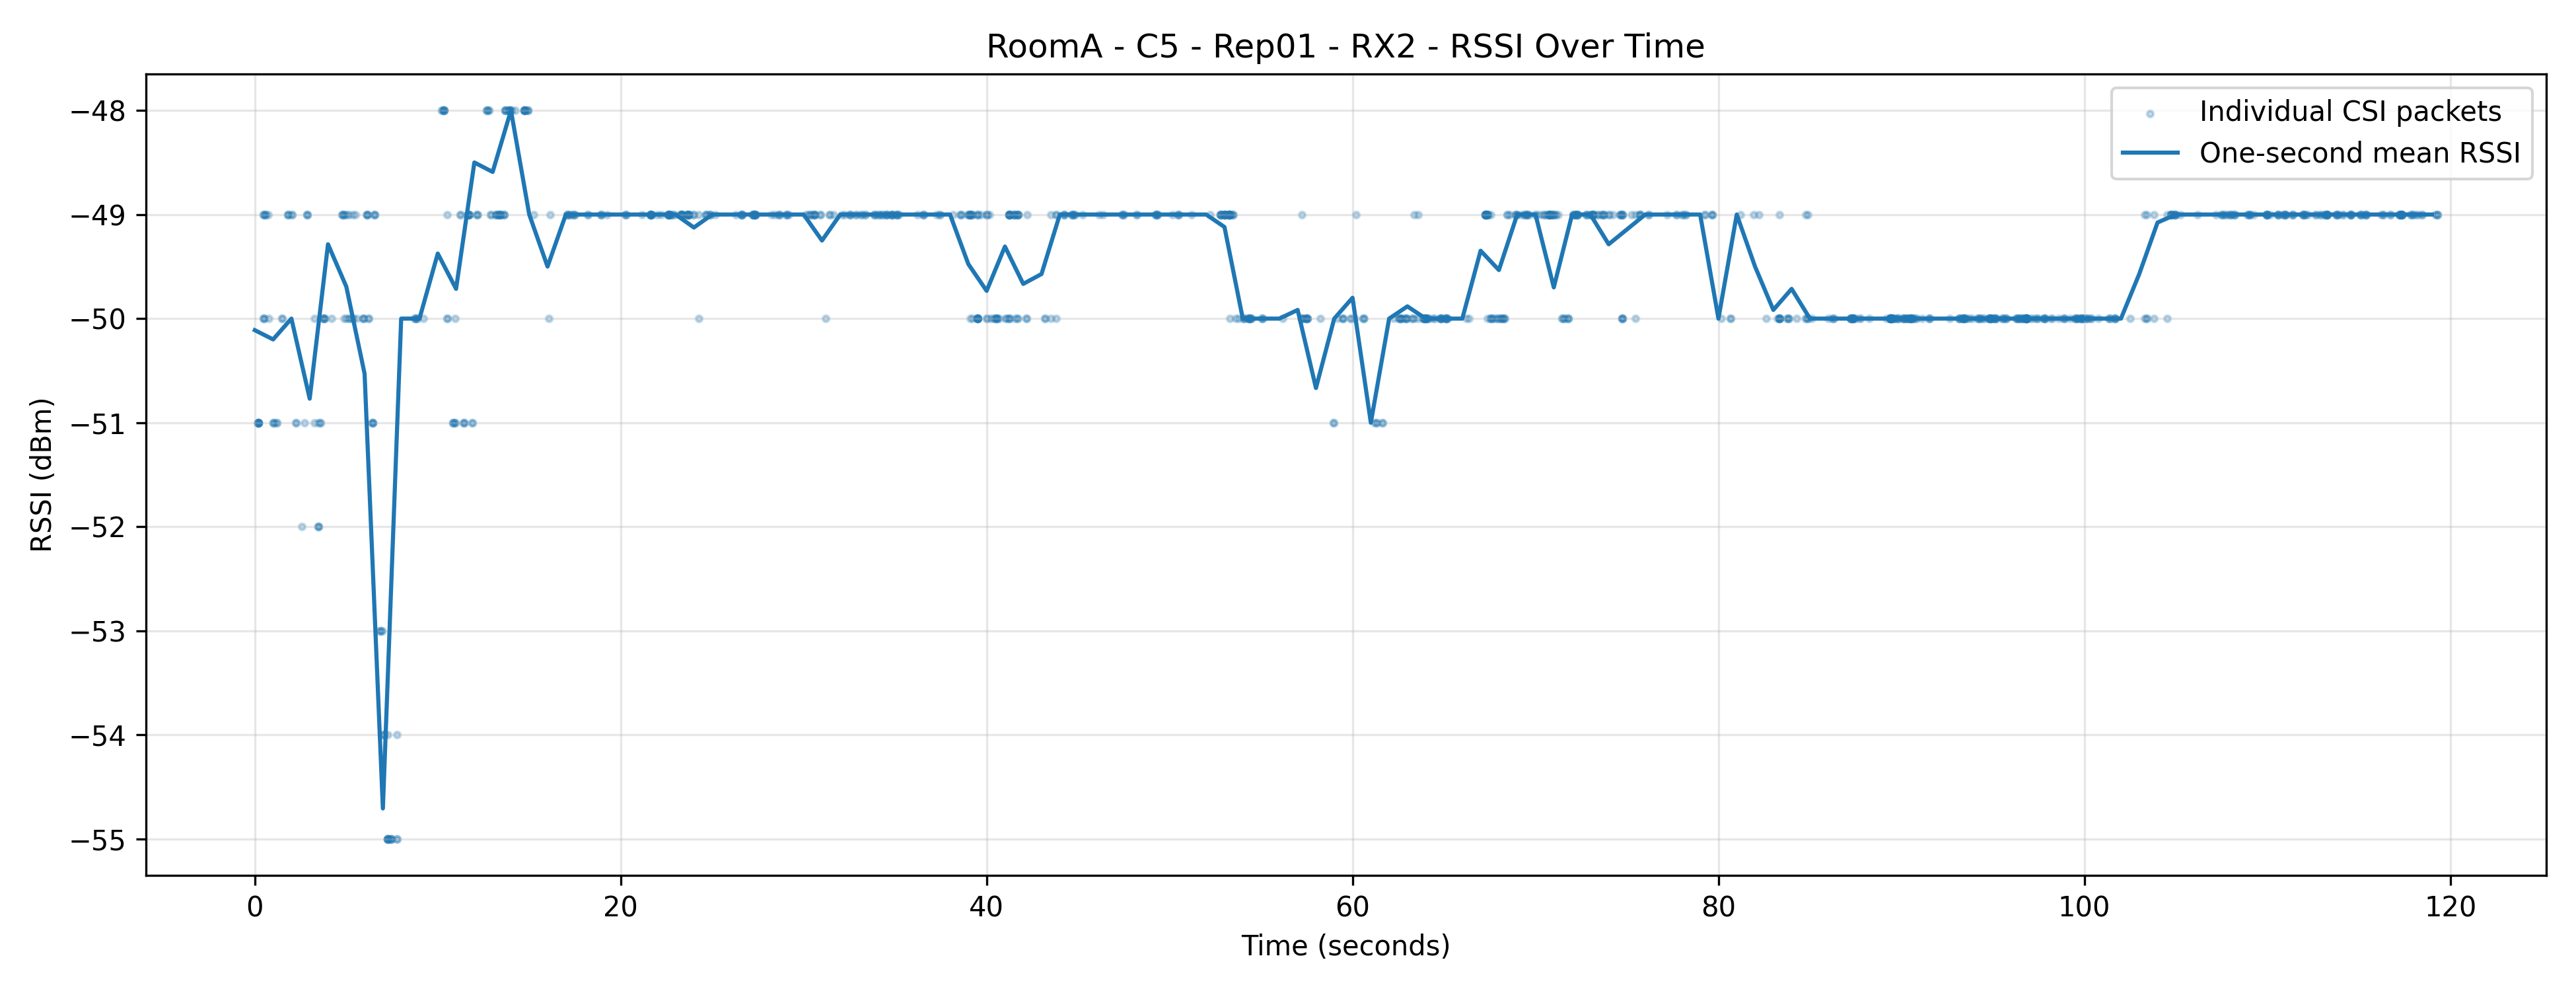 RoomA - C5 - Rep01 - RX2 - RSSI Over Time
Individual CSI packets
One-second mean RSSI
RSSI (dBm)
−48
−49
−50
−51
−52
−53
−54
−55
0 20 40 60 80 100 120
Time (seconds)